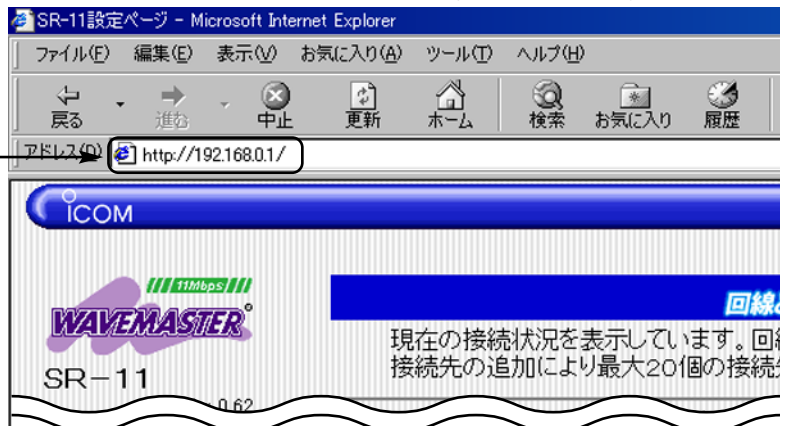 SR-11設定ページ - Microsoft Internet Explorer
ファイル(F) 編集(E) 表示(V) お気に入り(A) ツール(T) ヘルプ(H)
戻る 進む 中止 更新 ホーム 検索 お気に入り 履歴
アドレス(D) http://192.168.0.1/
ICOM
11Mbps
WAVEMASTER®
回線
現在の接続状況を表示しています。回
接続先の追加により最大20個の接続
SR-11
0.62